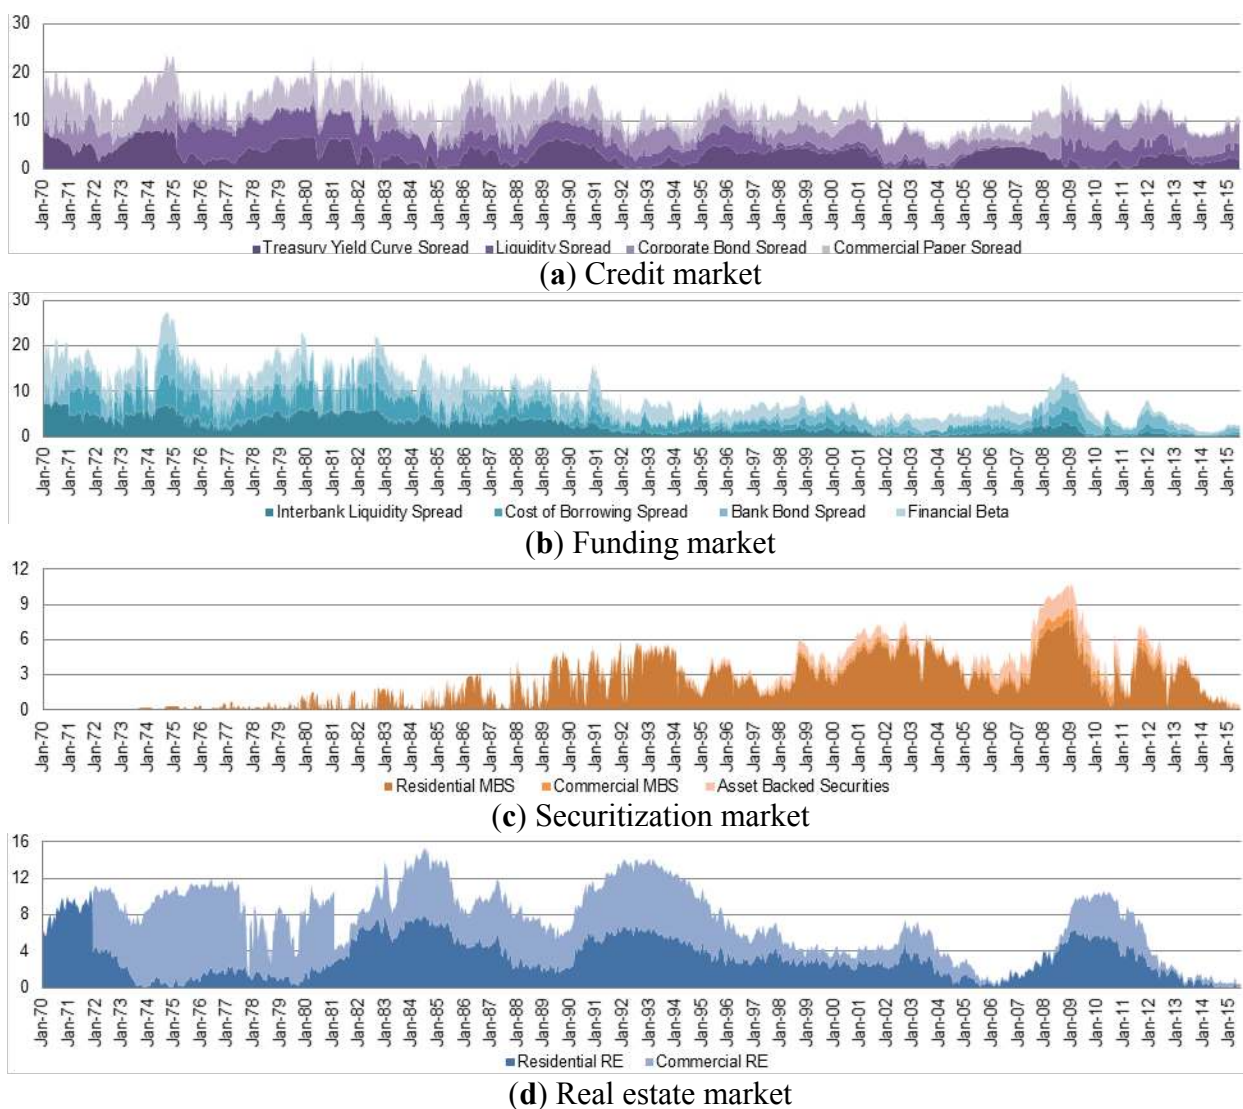 30
20
10
0
Jan-70 Jan-71 Jan-72 Jan-73 Jan-74 Jan-75 Jan-76 Jan-77 Jan-78 Jan-79 Jan-80 Jan-81 Jan-82 Jan-83 Jan-84 Jan-85 Jan-86 Jan-87 Jan-88 Jan-89 Jan-90 Jan-91 Jan-92 Jan-93 Jan-94 Jan-95 Jan-96 Jan-97 Jan-98 Jan-99 Jan-00 Jan-01 Jan-02 Jan-03 Jan-04 Jan-05 Jan-06 Jan-07 Jan-08 Jan-09 Jan-10 Jan-11 Jan-12 Jan-13 Jan-14 Jan-15
Treasury Yield Curve Spread Liquidity Spread Corporate Bond Spread Commercial Paper Spread
(a) Credit market
30
20
10
0
Jan-70 Jan-71 Jan-72 Jan-73 Jan-74 Jan-75 Jan-76 Jan-77 Jan-78 Jan-79 Jan-80 Jan-81 Jan-82 Jan-83 Jan-84 Jan-85 Jan-86 Jan-87 Jan-88 Jan-89 Jan-90 Jan-91 Jan-92 Jan-93 Jan-94 Jan-95 Jan-96 Jan-97 Jan-98 Jan-99 Jan-00 Jan-01 Jan-02 Jan-03 Jan-04 Jan-05 Jan-06 Jan-07 Jan-08 Jan-09 Jan-10 Jan-11 Jan-12 Jan-13 Jan-14 Jan-15
Interbank Liquidity Spread Cost of Borrowing Spread Bank Bond Spread Financial Beta
(b) Funding market
12
9
6
3
0
Jan-70 Jan-71 Jan-72 Jan-73 Jan-74 Jan-75 Jan-76 Jan-77 Jan-78 Jan-79 Jan-80 Jan-81 Jan-82 Jan-83 Jan-84 Jan-85 Jan-86 Jan-87 Jan-88 Jan-89 Jan-90 Jan-91 Jan-92 Jan-93 Jan-94 Jan-95 Jan-96 Jan-97 Jan-98 Jan-99 Jan-00 Jan-01 Jan-02 Jan-03 Jan-04 Jan-05 Jan-06 Jan-07 Jan-08 Jan-09 Jan-10 Jan-11 Jan-12 Jan-13 Jan-14 Jan-15
Residential MBS Commercial MBS Asset Backed Securities
(c) Securitization market
16
12
8
4
0
Jan-70 Jan-71 Jan-72 Jan-73 Jan-74 Jan-75 Jan-76 Jan-77 Jan-78 Jan-79 Jan-80 Jan-81 Jan-82 Jan-83 Jan-84 Jan-85 Jan-86 Jan-87 Jan-88 Jan-89 Jan-90 Jan-91 Jan-92 Jan-93 Jan-94 Jan-95 Jan-96 Jan-97 Jan-98 Jan-99 Jan-00 Jan-01 Jan-02 Jan-03 Jan-04 Jan-05 Jan-06 Jan-07 Jan-08 Jan-09 Jan-10 Jan-11 Jan-12 Jan-13 Jan-14 Jan-15
Residential RE Commercial RE
(d) Real estate market